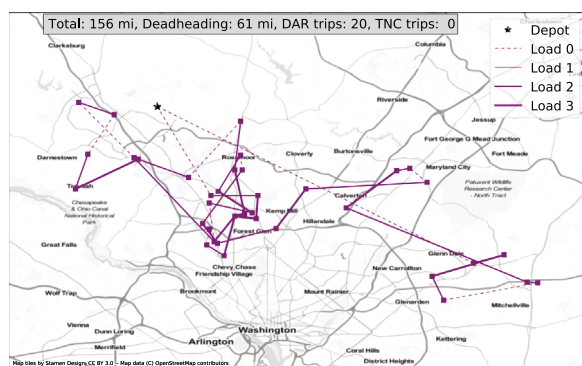 Total: 156 mi, Deadheading: 61 mi, DAR trips: 20, TNC trips:  0
Depot
Load 0
Load 1
Load 2
Load 3
Clarksburg
Columbia
Riverside
Jessup
Fort George G Mead Junction
Fort Meade
Darnestown
Cloverly
Burtonsville
Maryland City
Patuxent Wildlife
Research Center
- North Tract
Chesapeake
& Ohio Canal
National Historical
Park
Calverton
Kemp Mill
Hillandale
Great Falls
Forest Glen
Chevy Chase
Friendship Village
New Carrollton
Glenn Dale
Wolf Trap
Brookmont
Mount Rainier
Glenarden
Mitchellville
Vienna
Dunn Loring
Merrifield
Washington
Arlington
Kettering
Coral Hills
District Heights
Map tiles by Stamen Design, CC BY 3.0 -- Map data (C) OpenStreetMap contributors